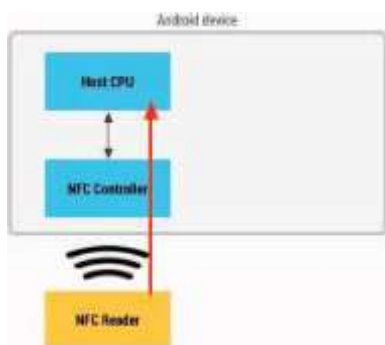 Android device
Host CPU
NFC Controller
NFC Reader